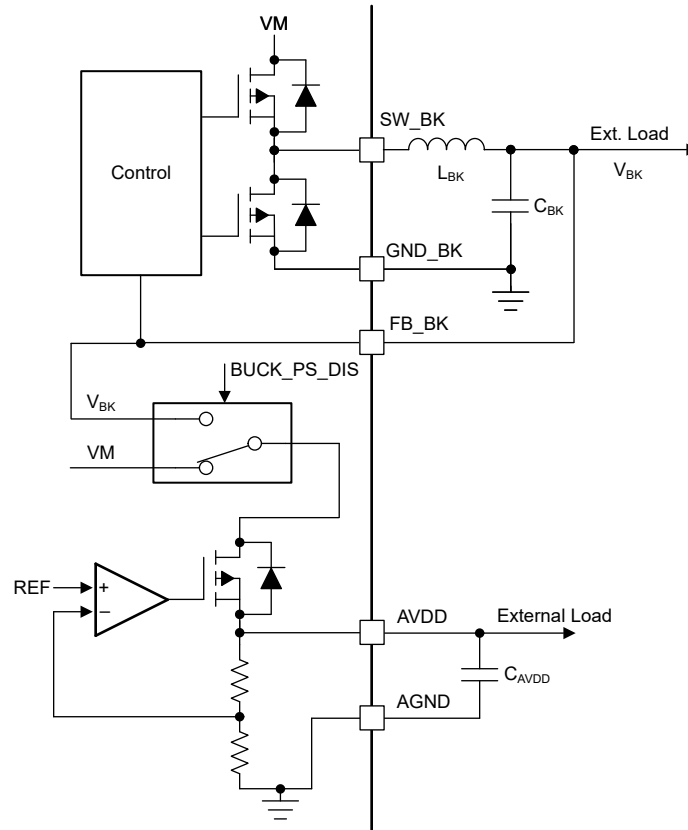 VM
SW_BK
Ext. Load
Control
L_BK
V_BK
C_BK
GND_BK
FB_BK
BUCK_PS_DIS
V_BK
VM
REF
+
–
AVDD
External Load
C_AVDD
AGND